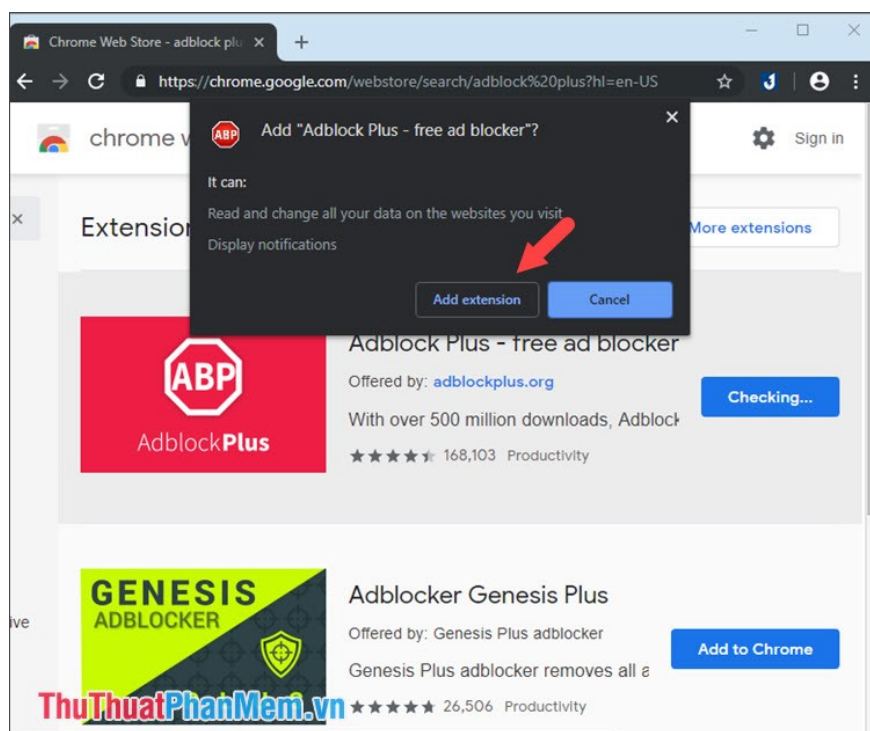 Chrome Web Store - adblock plu
https://chrome.google.com/webstore/search/adblock%20plus?hl=en-US
chrome w
ABP
Add "Adblock Plus - free ad blocker"?
Sign in
It can:
Read and change all your data on the websites you visit
Display notifications
Extension
More extensions
Add extension
Cancel
ABP
AdblockPlus
Adblock Plus - free ad blocker
Offered by: adblockplus.org
With over 500 million downloads, Adblock
168,103 Productivity
Checking...
GENESIS
ADBLOCKER
Adblocker Genesis Plus
Offered by: Genesis Plus adblocker
Genesis Plus adblocker removes all a
26,506 Productivity
Add to Chrome
ive
ThuThuatPhanMem.vn